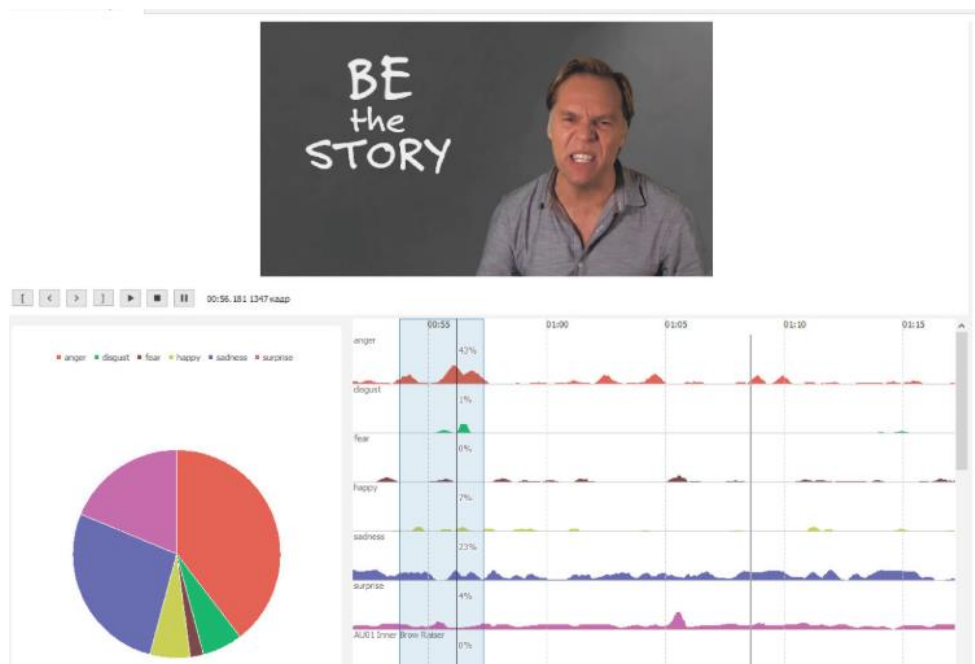 BE
the
STORY
[ < > ]
00:56.181 1347 кадр
anger disgust fear happy sadness surprise
00:55 01:00 01:05 01:10 01:15
anger
43%
disgust
1%
fear
0%
happy
7%
sadness
23%
surprise
4%
AU01 Inner Brow Raiser
0%